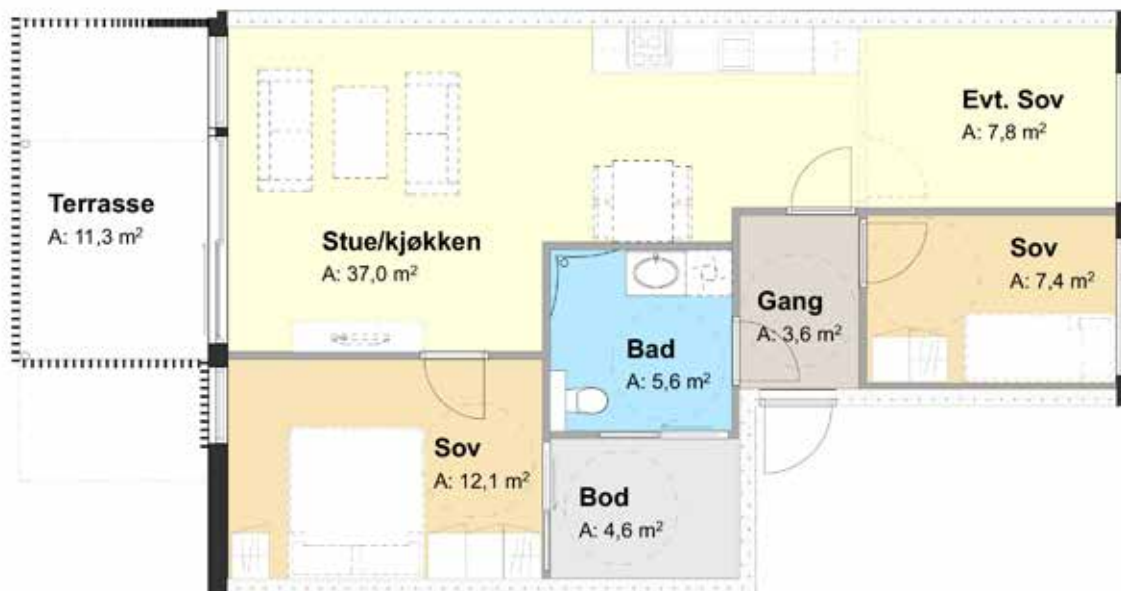 Evt. Sov
A: 7,8 m²
Terrasse
A: 11,3 m²
Stue/kjøkken
A: 37,0 m²
Sov
A: 7,4 m²
Gang
A: 3,6 m²
Bad
A: 5,6 m²
Sov
A: 12,1 m²
Bod
A: 4,6 m²